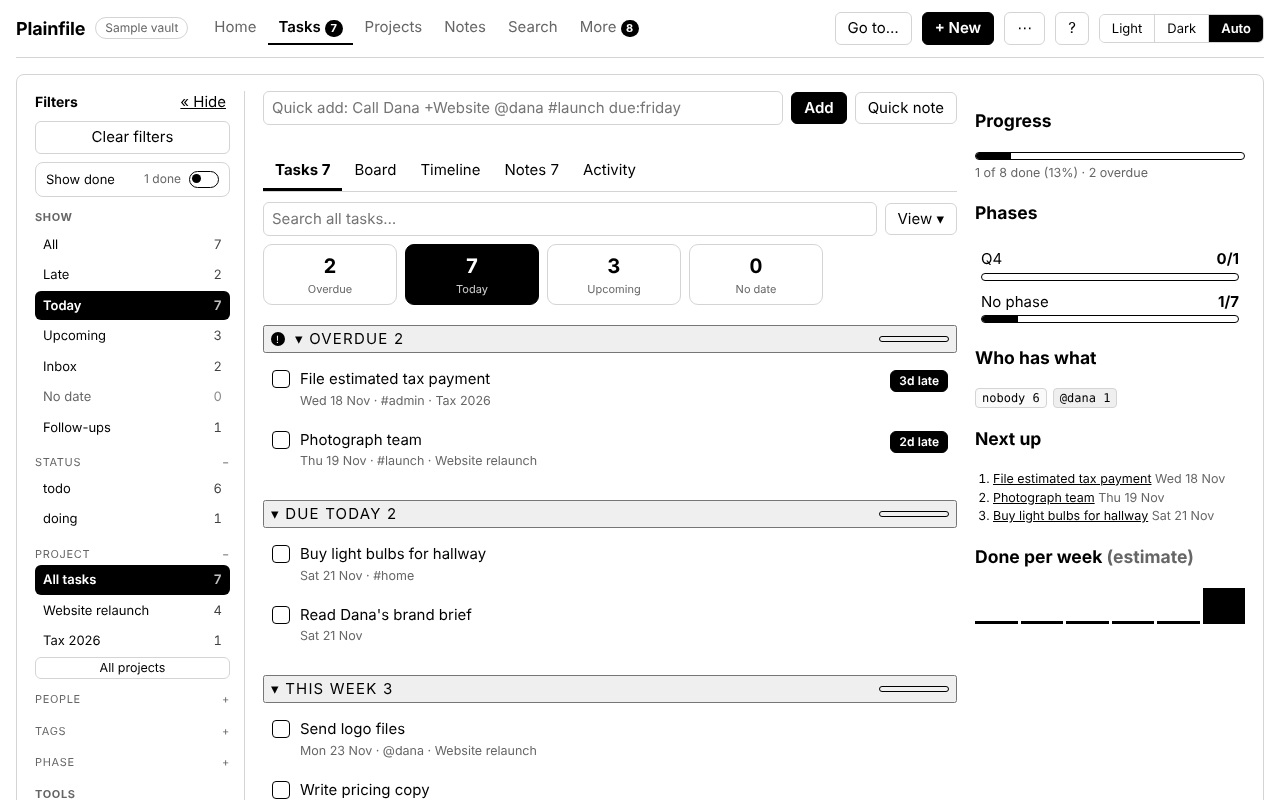 Plainfile Sample vault Home Tasks 7 Projects Notes Search More 8 Go to... + New ... ? Light Dark Auto
Filters « Hide
Clear filters
Show done 1 done
SHOW
All 7
Late 2
Today 7
Upcoming 3
Inbox 2
No date 0
Follow-ups 1
STATUS −
todo 6
doing 1
PROJECT −
All tasks 7
Website relaunch 4
Tax 2026 1
All projects
PEOPLE +
TAGS +
PHASE +
TOOLS
Quick add: Call Dana +Website @dana #launch due:friday Add Quick note
Tasks 7 Board Timeline Notes 7 Activity
Search all tasks... View ▾
2 7 3 0
Overdue Today Upcoming No date
! ▾ OVERDUE 2
File estimated tax payment 3d late
Wed 18 Nov · #admin · Tax 2026
Photograph team 2d late
Thu 19 Nov · #launch · Website relaunch
▾ DUE TODAY 2
Buy light bulbs for hallway
Sat 21 Nov · #home
Read Dana's brand brief
Sat 21 Nov
▾ THIS WEEK 3
Send logo files
Mon 23 Nov · @dana · Website relaunch
Write pricing copy
Progress
1 of 8 done (13%) · 2 overdue
Phases
Q4 0/1
No phase 1/7
Who has what
nobody 6 @dana 1
Next up
1. File estimated tax payment Wed 18 Nov
2. Photograph team Thu 19 Nov
3. Buy light bulbs for hallway Sat 21 Nov
Done per week (estimate)